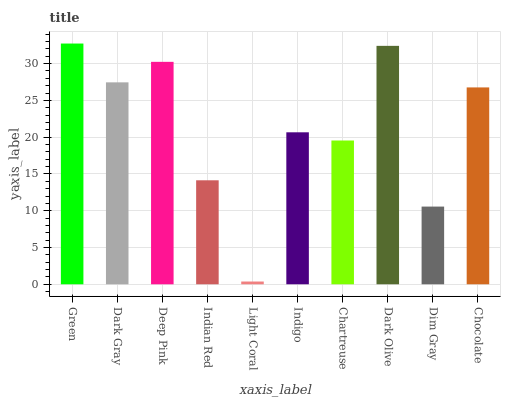 title
30
25
20
15
10
5
0
yaxis_label
Green
Dark Gray
Deep Pink
Indian Red
Light Coral
Indigo
Chartreuse
Dark Olive
Dim Gray
Chocolate
xaxis_label